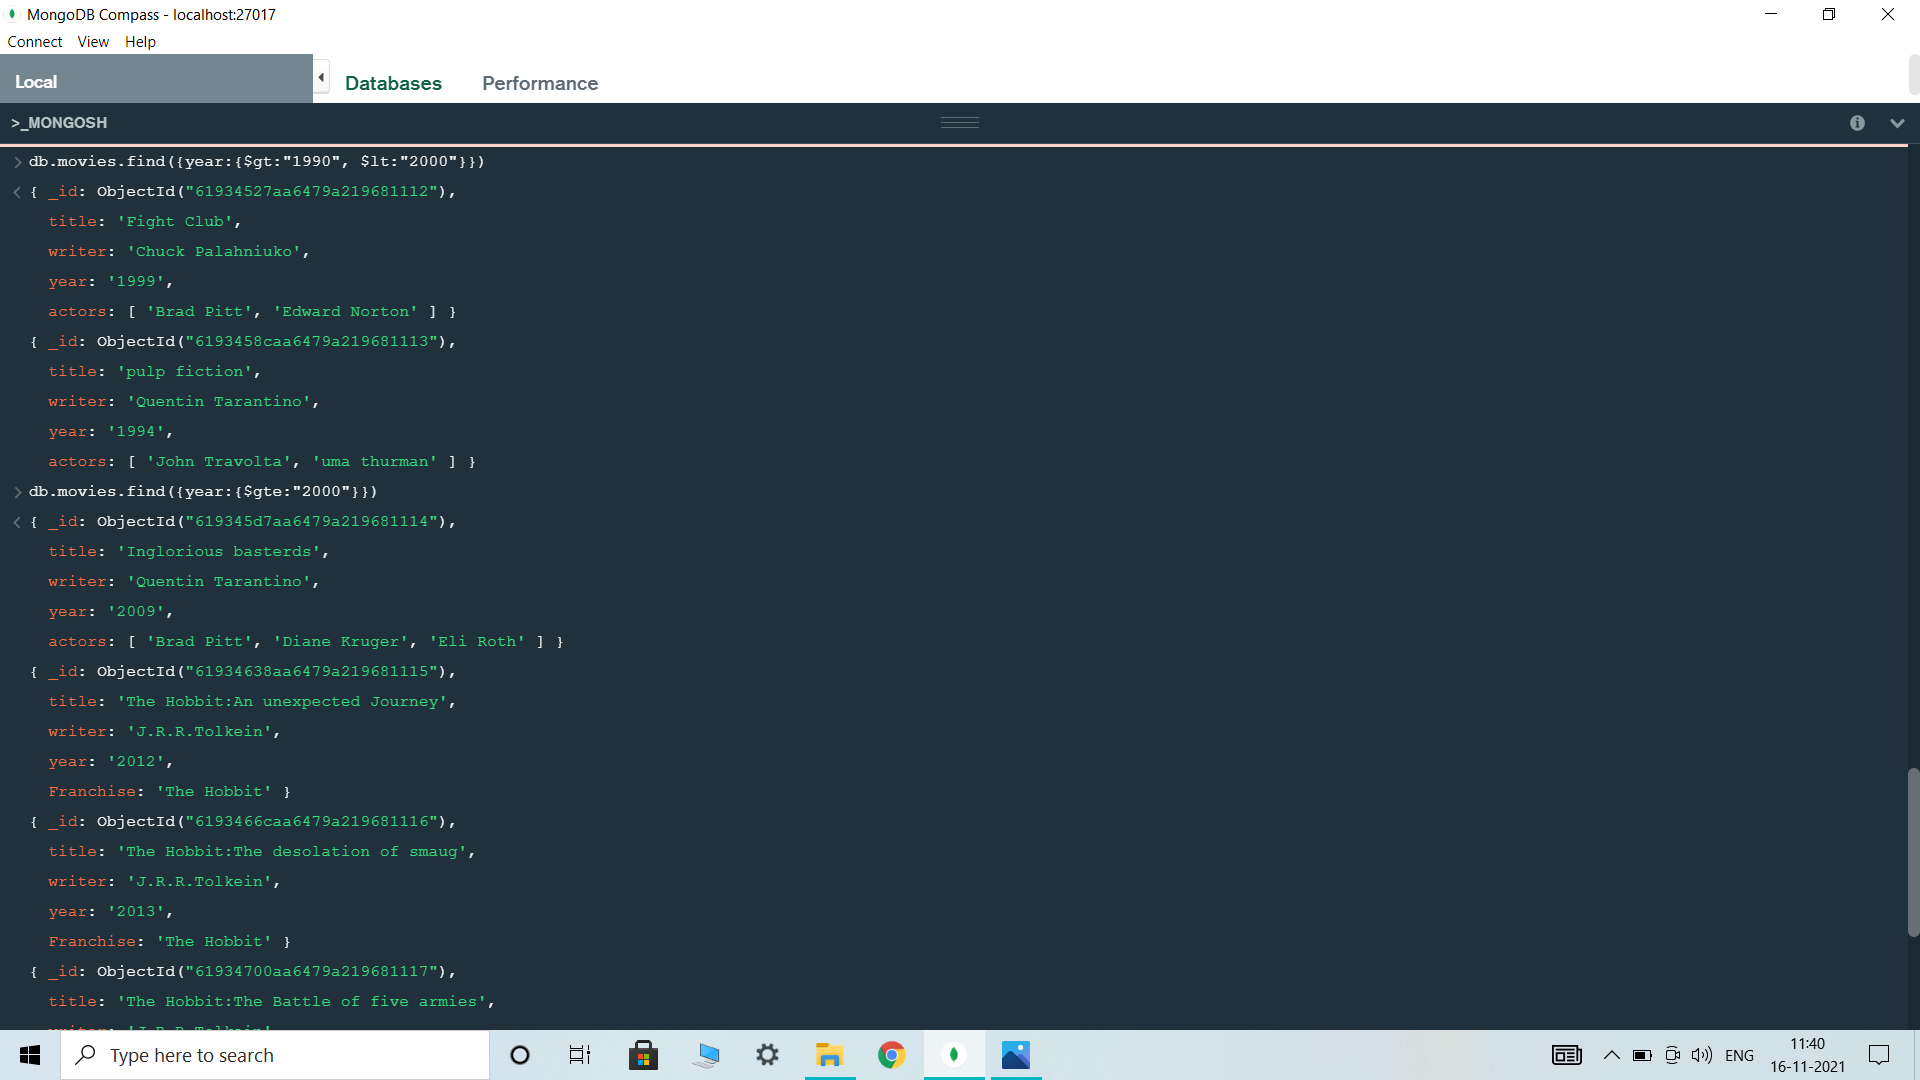 MongoDB Compass - localhost:27017
Connect View Help
Local
Databases Performance
>_MONGOSH
> db.movies.find({year:{$gt:"1990", $lt:"2000"}})
< { _id: ObjectId("61934527aa6479a219681112"),
title: 'Fight Club',
writer: 'Chuck Palahniuko',
year: '1999',
actors: [ 'Brad Pitt', 'Edward Norton' ] }
{ _id: ObjectId("6193458caa6479a219681113"),
title: 'pulp fiction',
writer: 'Quentin Tarantino',
year: '1994',
actors: [ 'John Travolta', 'uma thurman' ] }
> db.movies.find({year:{$gte:"2000"}})
< { _id: ObjectId("619345d7aa6479a219681114"),
title: 'Inglorious basterds',
writer: 'Quentin Tarantino',
year: '2009',
actors: [ 'Brad Pitt', 'Diane Kruger', 'Eli Roth' ] }
{ _id: ObjectId("61934638aa6479a219681115"),
title: 'The Hobbit:An unexpected Journey',
writer: 'J.R.R.Tolkein',
year: '2012',
Franchise: 'The Hobbit' }
{ _id: ObjectId("6193466caa6479a219681116"),
title: 'The Hobbit:The desolation of smaug',
writer: 'J.R.R.Tolkein',
year: '2013',
Franchise: 'The Hobbit' }
{ _id: ObjectId("61934700aa6479a219681117"),
title: 'The Hobbit:The Battle of five armies',
Type here to search
ENG
11:40
16-11-2021